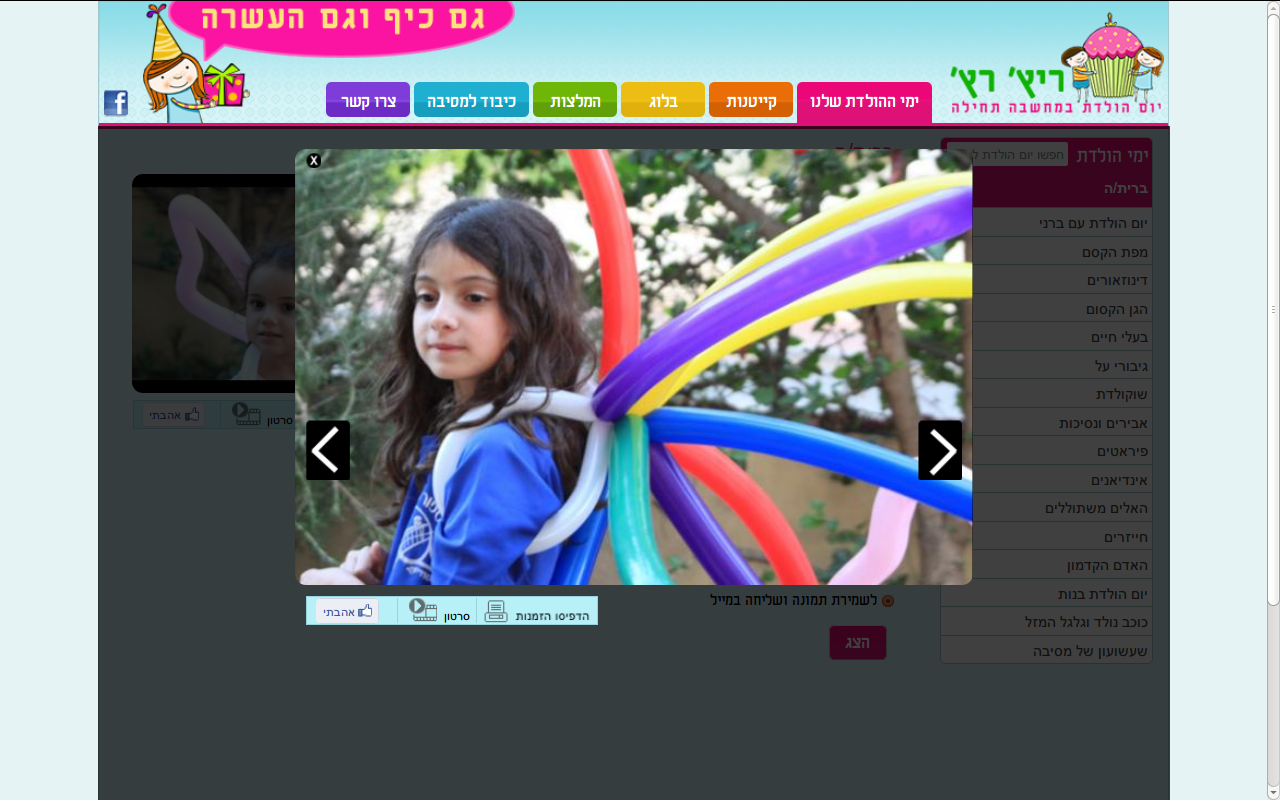 גם כיף וגם העשרה
ריץ' רץ'
יום הולדת במחשבה תחילה
ימי ההולדת שלנו
קייטנות
בלוג
המלצות
כיבוד למסיבה
צרו קשר
ימי הולדת
חפשו יום הולדת ל
ברית/ה
יום הולדת עם ברני
מפת הקסם
דינוזאורים
הגן הקסום
בעלי חיים
גיבורי על
שוקולדת
אבירים ונסיכות
פיראטים
אינדיאנים
האלים משתוללים
חייזרים
האדם הקדמון
יום הולדת בנות
כוכב נולד וגלגל המזל
שעשועון של מסיבה
X
סרטון
אהבתי
לשמירת תמונה ושליחה במייל
הצג
הדפיסו הזמנות
סרטון
אהבתי